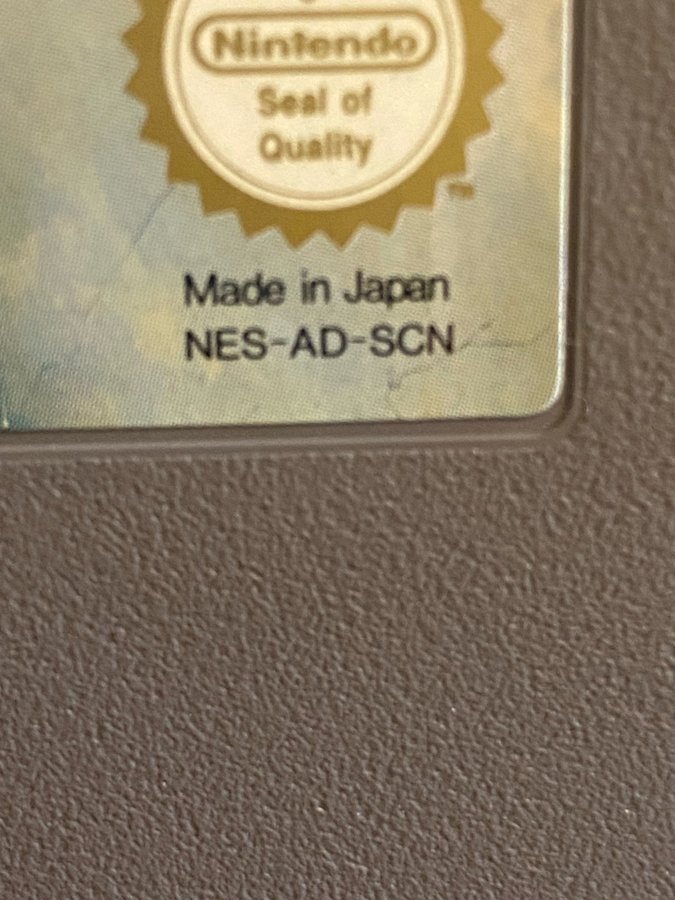 Nintendo
Seal of
Quality
TM
Made in Japan
NES-AD-SCN